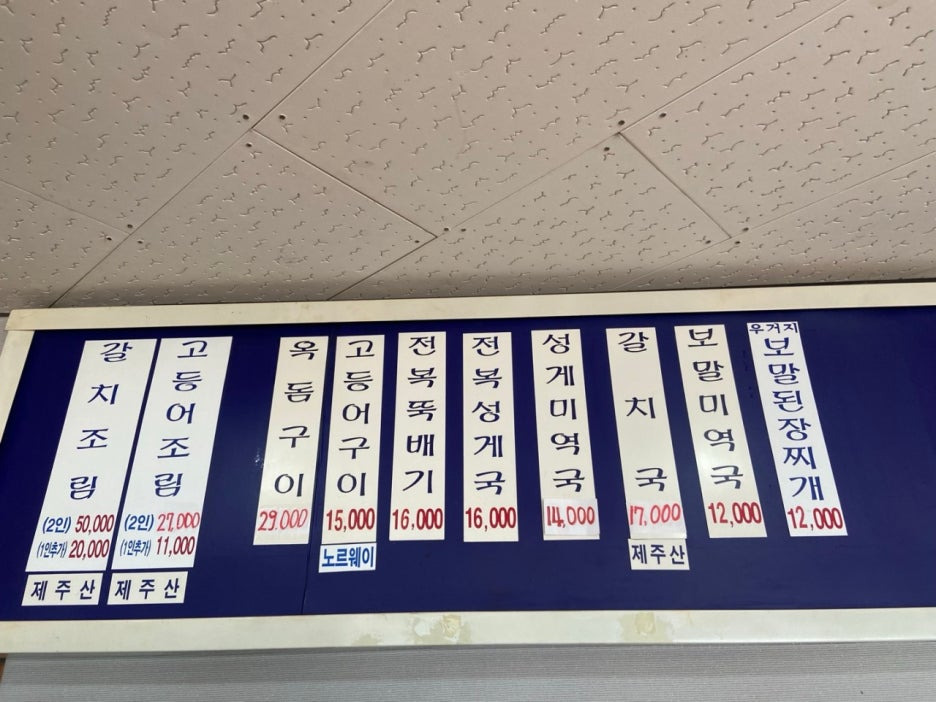 갈치조림
(2인) 50,000
(1인추가) 20,000
제주산
고등어조림
(2인) 27,000
(1인추가) 11,000
제주산
옥돔구이
29.000
고등어구이
15,000
노르웨이
전복뚝배기
16,000
전복성게국
16,000
성게미역국
14,000
갈치국
17,000
제주산
보말미역국
12,000
우거지
보말된장찌개
12,000